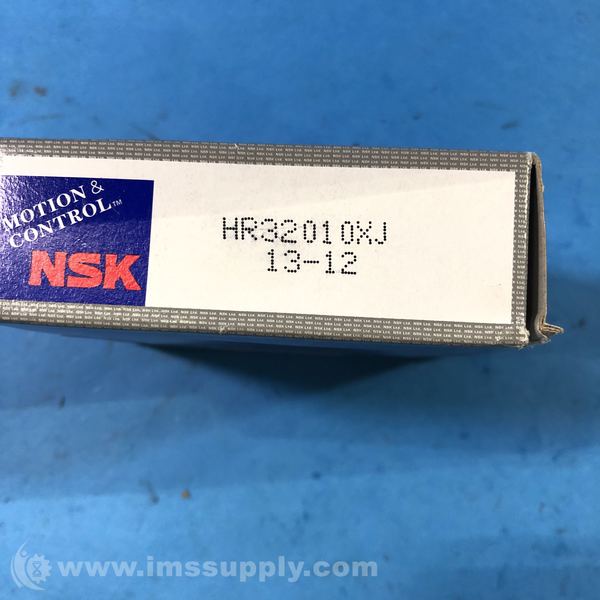 MOTION &
CONTROL™
NSK
HR32010XJ
13-12
www.imssupply.com